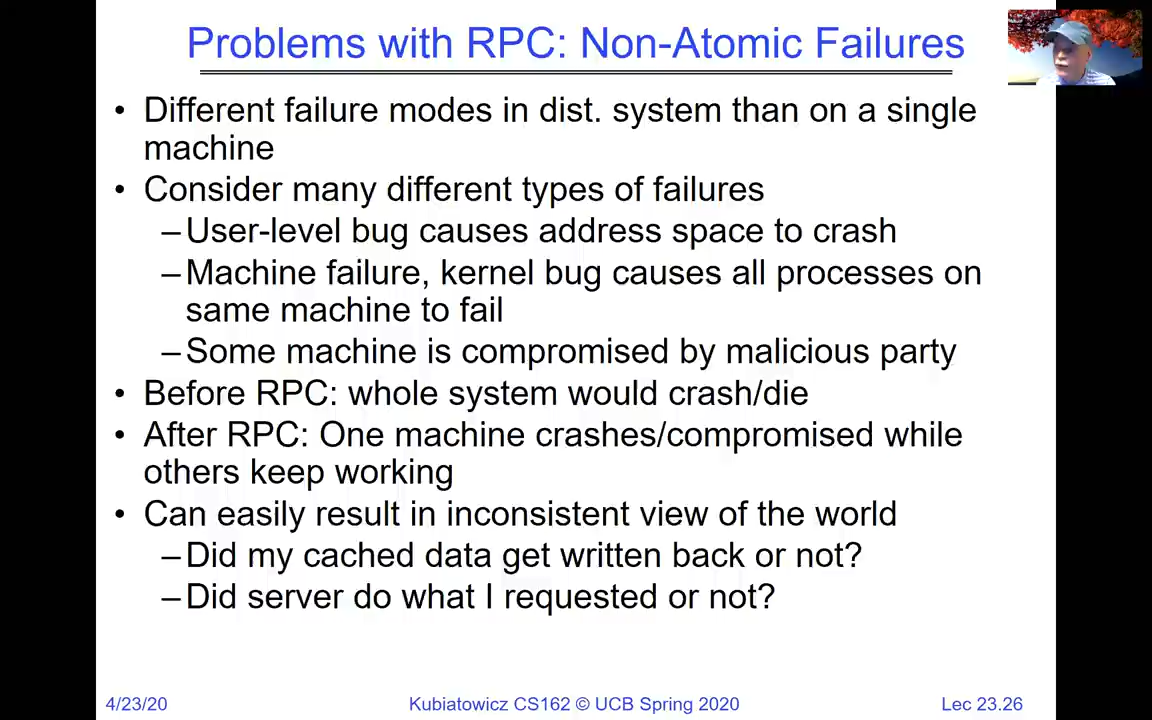 Problems with RPC: Non-Atomic Failures
• Different failure modes in dist. system than on a single
machine
• Consider many different types of failures
–User-level bug causes address space to crash
–Machine failure, kernel bug causes all processes on
same machine to fail
–Some machine is compromised by malicious party
• Before RPC: whole system would crash/die
• After RPC: One machine crashes/compromised while
others keep working
• Can easily result in inconsistent view of the world
–Did my cached data get written back or not?
–Did server do what I requested or not?
4/23/20
Kubiatowicz CS162 © UCB Spring 2020
Lec 23.26